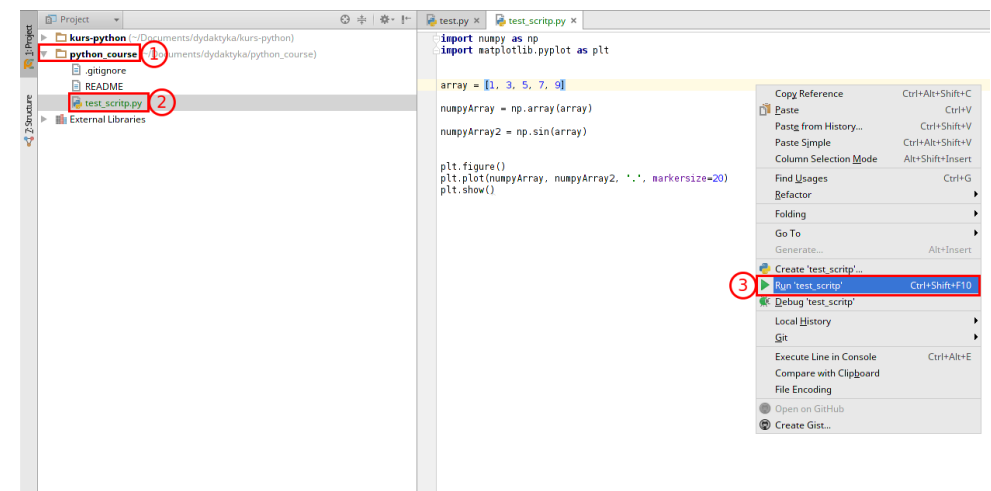 Project
test.py ×
test_scritp.py ×
1: Project
2: Structure
kurs-python (~/Documents/dydaktyka/kurs-python)
python_course (~/Documents/dydaktyka/python_course)
1
.gitignore
README
test_scritp.py
2
External Libraries
import numpy as np
import matplotlib.pyplot as plt
array = [1, 3, 5, 7, 9]
numpyArray = np.array(array)
numpyArray2 = np.sin(array)
plt.figure()
plt.plot(numpyArray, numpyArray2, '.', markersize=20)
plt.show()
Copy Reference Ctrl+Alt+Shift+C
Paste Ctrl+V
Paste from History... Ctrl+Shift+V
Paste Simple Ctrl+Alt+Shift+V
Column Selection Mode Alt+Shift+Insert
Find Usages Ctrl+G
Refactor
Folding
Go To
Generate... Alt+Insert
Create 'test_scritp'...
3
Run 'test_scritp' Ctrl+Shift+F10
Debug 'test_scritp'
Local History
Git
Execute Line in Console Ctrl+Alt+E
Compare with Clipboard
File Encoding
Open on GitHub
Create Gist...